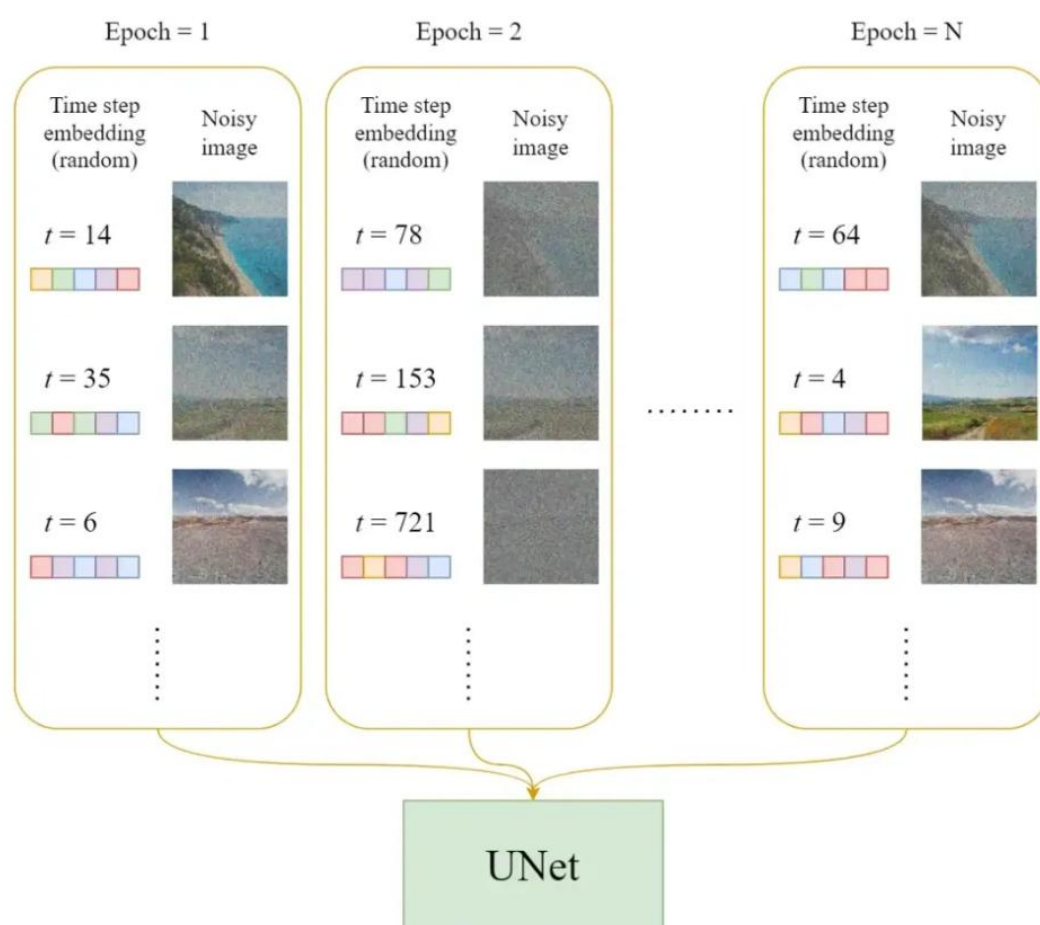 Epoch = 1
Time step
embedding
(random)
Noisy
image
t = 14
t = 35
t = 6
Epoch = 2
Time step
embedding
(random)
Noisy
image
t = 78
t = 153
t = 721
Epoch = N
Time step
embedding
(random)
Noisy
image
t = 64
t = 4
t = 9
UNet